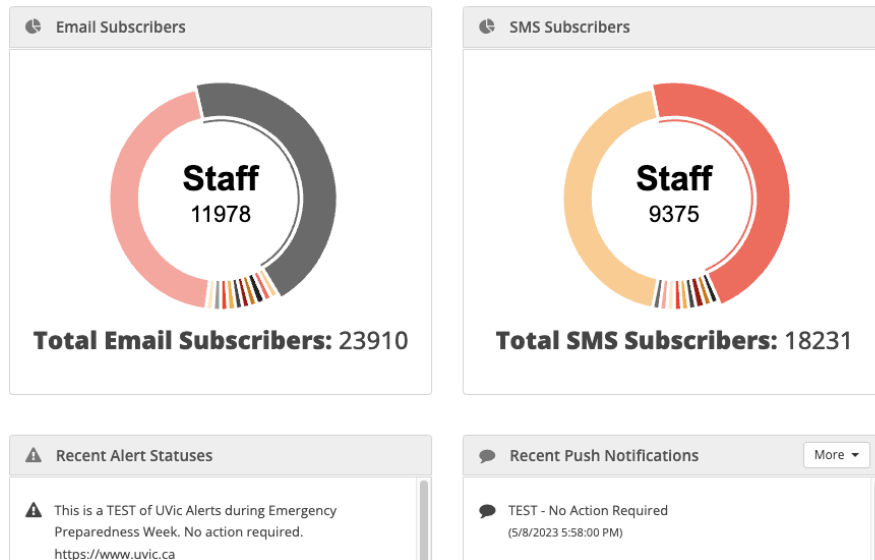 Email Subscribers
Staff
11978
Total Email Subscribers: 23910
SMS Subscribers
Staff
9375
Total SMS Subscribers: 18231
Recent Alert Statuses
This is a TEST of UVic Alerts during Emergency
Preparedness Week. No action required.
https://www.uvic.ca
Recent Push Notifications
More
TEST - No Action Required
(5/8/2023 5:58:00 PM)